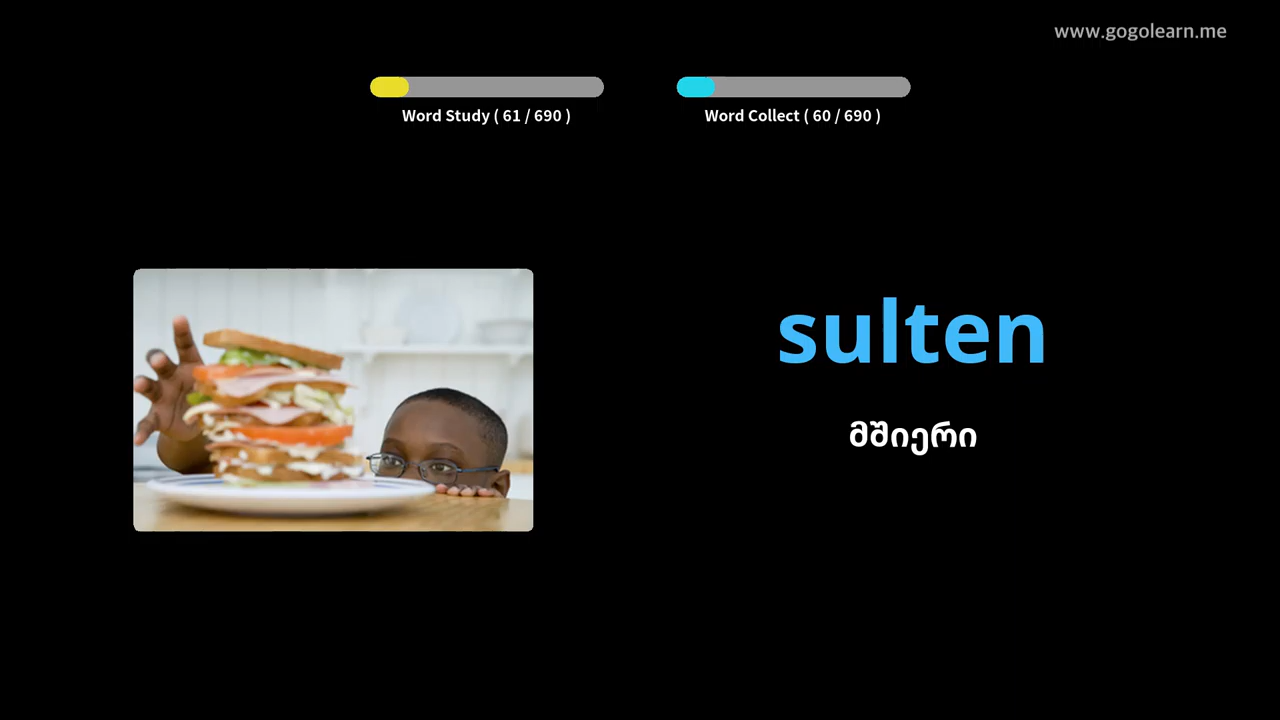 www.gogolearn.me
Word Study ( 61 / 690 )
Word Collect ( 60 / 690 )
sulten
მშიერი